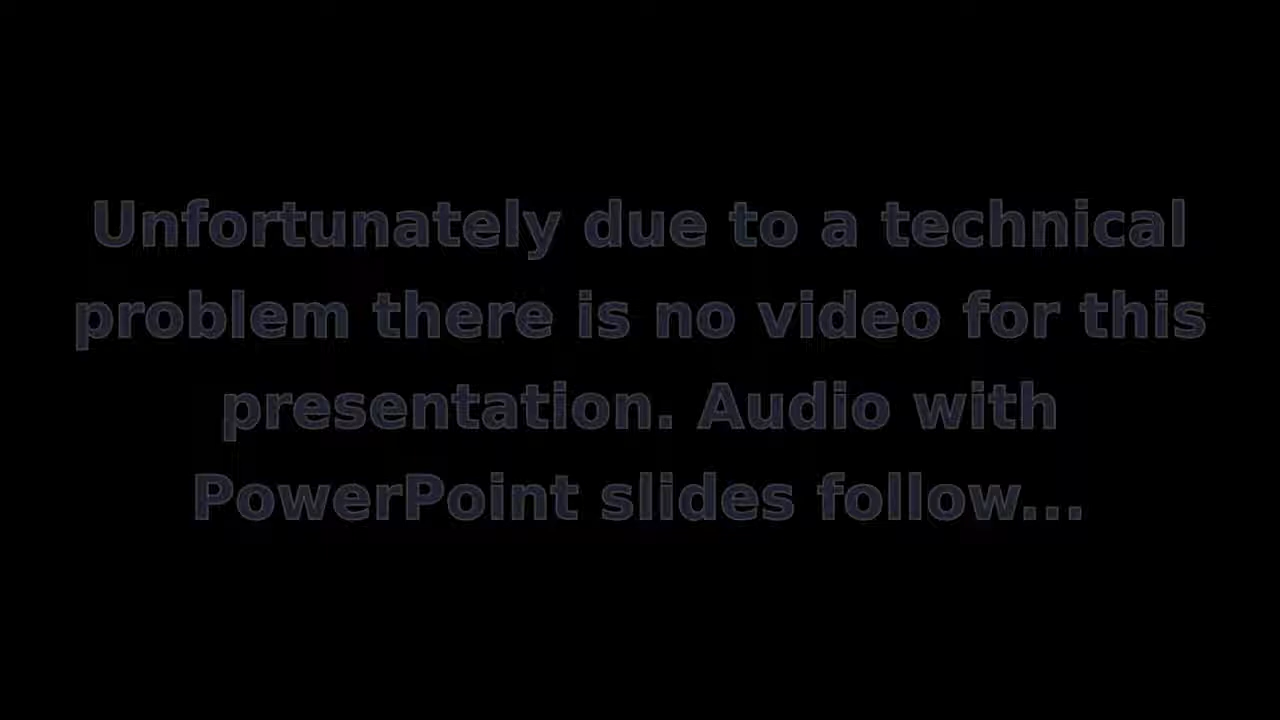 Unfortunately due to a technical
problem there is no video for this
presentation. Audio with
PowerPoint slides follow...